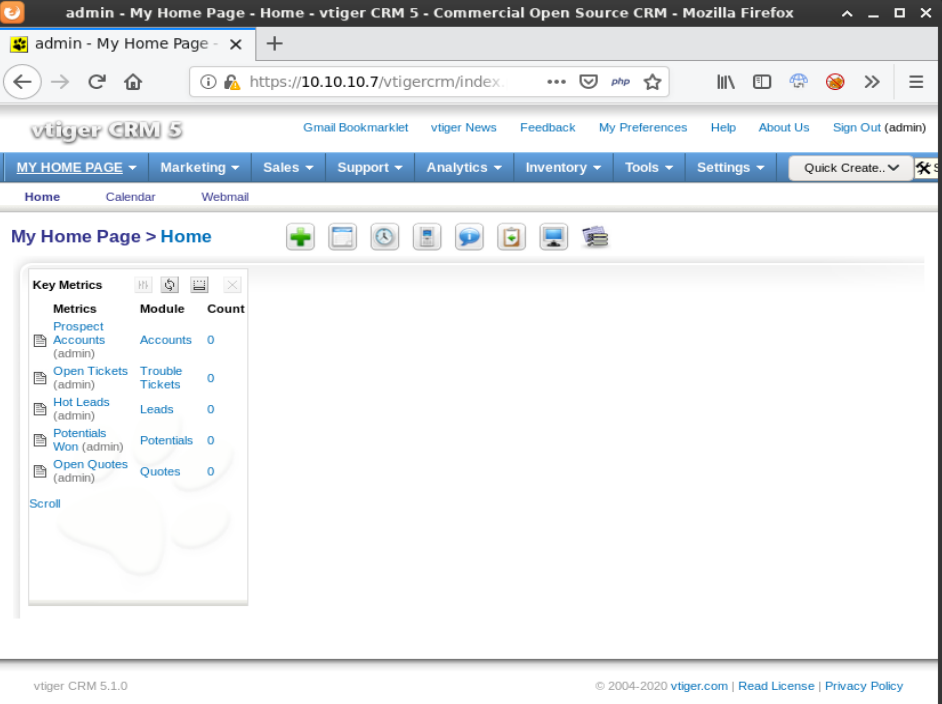 admin - My Home Page - Home - vtiger CRM 5 - Commercial Open Source CRM - Mozilla Firefox
admin - My Home Page -
https://10.10.10.7/vtigercrm/index.
php
vtiger CRM 5
Gmail Bookmarklet vtiger News Feedback My Preferences Help About Us Sign Out (admin)
MY HOME PAGE Marketing Sales Support Analytics Inventory Tools Settings Quick Create..
Home Calendar Webmail
My Home Page > Home
Key Metrics
Metrics Module Count
Prospect
Accounts Accounts 0
(admin)
Open Tickets Trouble
(admin) Tickets 0
Hot Leads
(admin) Leads 0
Potentials
Won (admin) Potentials 0
Open Quotes
(admin) Quotes 0
Scroll
vtiger CRM 5.1.0 © 2004-2020 vtiger.com | Read License | Privacy Policy